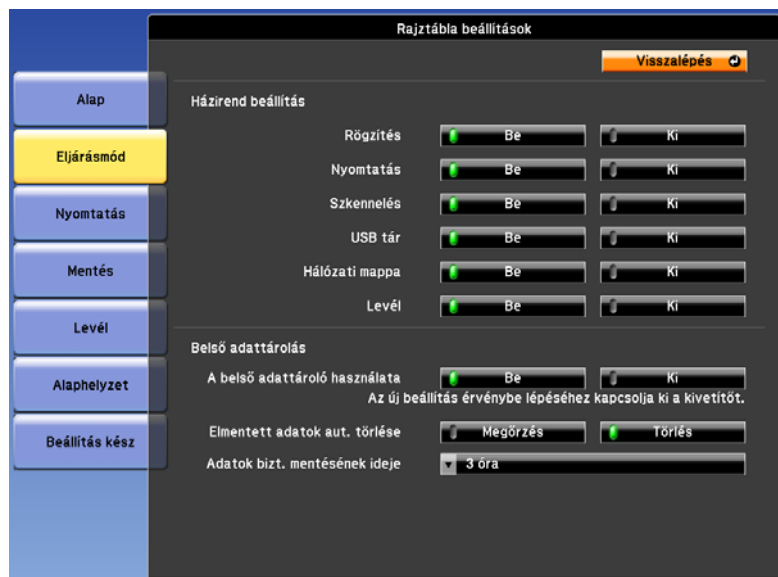 Rajztábla beállítások
Visszalépés
Alap
Eljárásmód
Nyomtatás
Mentés
Levél
Alaphelyzet
Beállítás kész
Házirend beállítás
Rögzítés Be Ki
Nyomtatás Be Ki
Szkennelés Be Ki
USB tár Be Ki
Hálózati mappa Be Ki
Levél Be Ki
Belső adattárolás
A belső adattároló használata Be Ki
Az új beállítás érvénybe lépéséhez kapcsolja ki a kivetítőt.
Elmentett adatok aut. törlése Megőrzés Törlés
Adatok bizt. mentésének ideje 3 óra